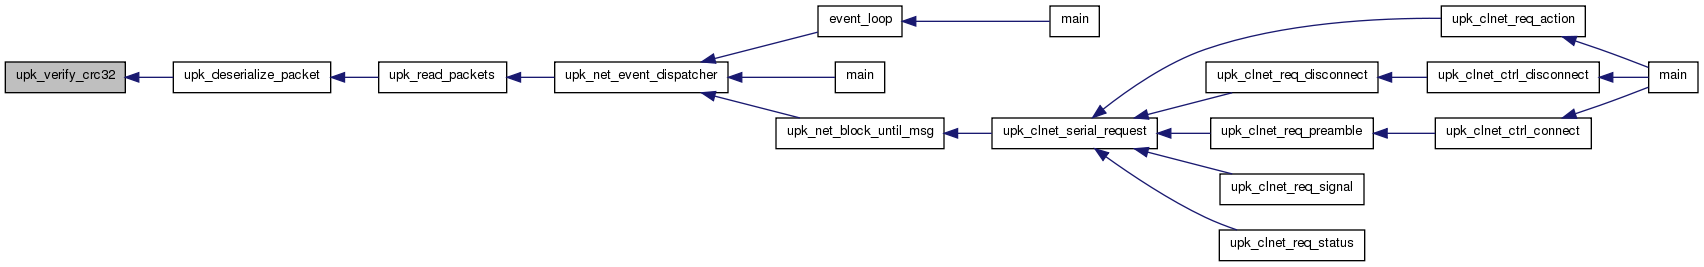 event_loop
main
upk_clnet_req_action
upk_verify_crc32
upk_deserialize_packet
upk_read_packets
upk_net_event_dispatcher
main
upk_clnet_req_disconnect
upk_clnet_ctrl_disconnect
main
upk_net_block_until_msg
upk_clnet_serial_request
upk_clnet_req_preamble
upk_clnet_ctrl_connect
upk_clnet_req_signal
upk_clnet_req_status